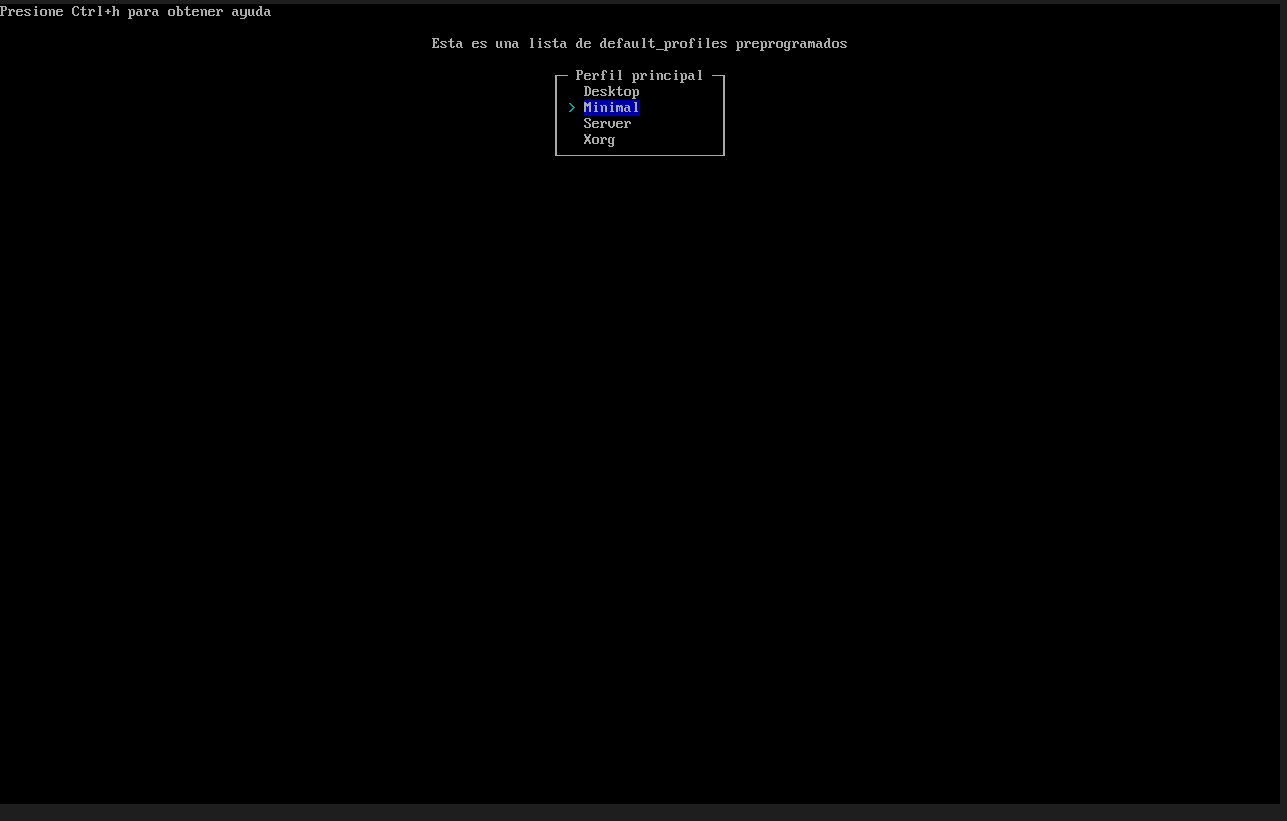 Presione Ctrl+h para obtener ayuda
Esta es una lista de default_profiles preprogramados
Perfil principal
Desktop
> Minimal
Server
Xorg